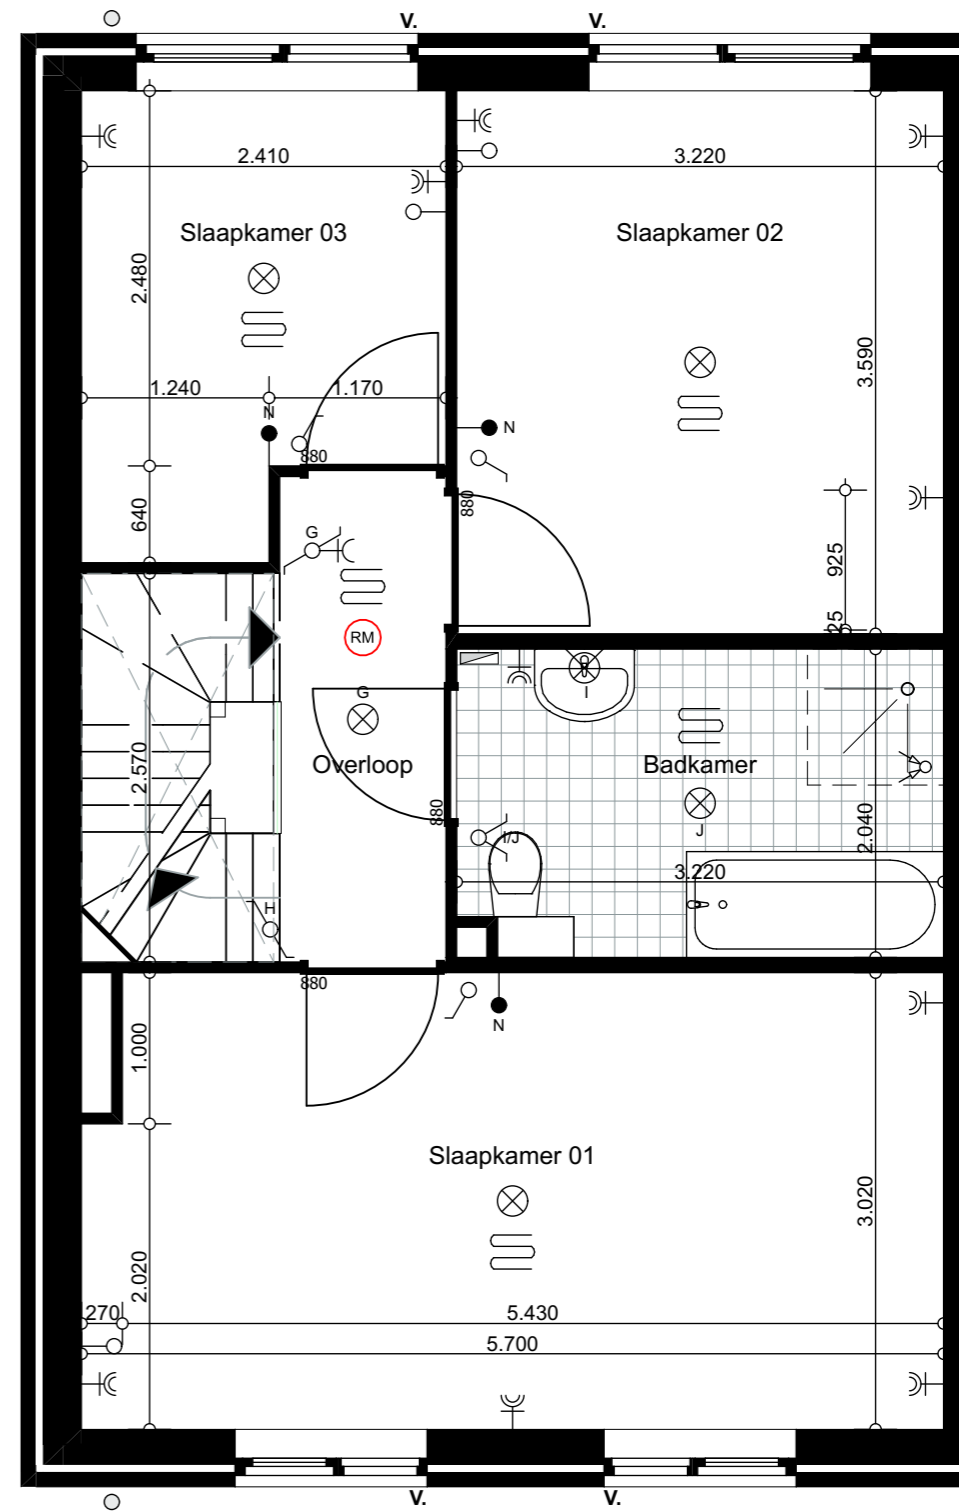 V.
V.
2.410
3.220
Slaapkamer 03
Slaapkamer 02
2.480
3.590
1.240
1.170
N
N
880
880
640
G
925
25
RM
G
I
Overloop
Badkamer
2.570
880
I/J
J
2.040
3.220
H
880
N
1.000
Slaapkamer 01
3.020
2.020
270
5.430
5.700
V.
V.